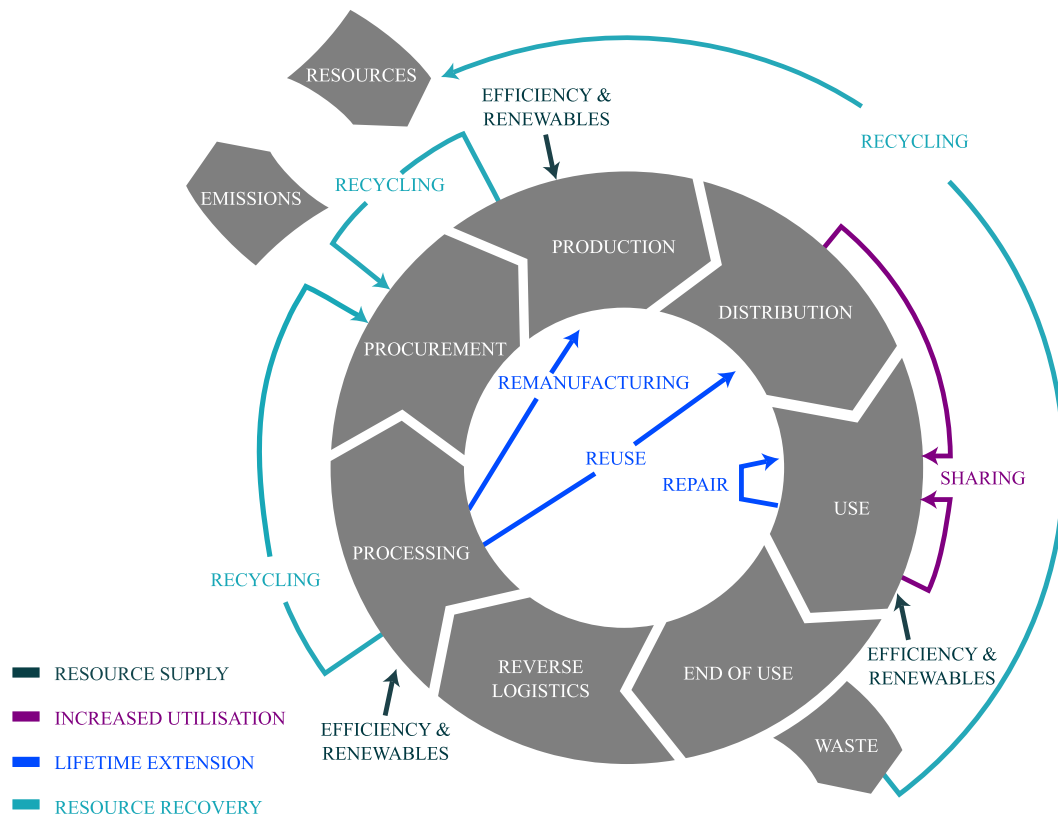 RESOURCES
EFFICIENCY &
RENEWABLES
RECYCLING
RECYCLING
EMISSIONS
PRODUCTION
DISTRIBUTION
PROCUREMENT
REMANUFACTURING
REUSE
REPAIR
SHARING
USE
PROCESSING
RECYCLING
EFFICIENCY &
RENEWABLES
REVERSE
LOGISTICS
END OF USE
EFFICIENCY &
RENEWABLES
WASTE
RESOURCE SUPPLY
INCREASED UTILISATION
LIFETIME EXTENSION
RESOURCE RECOVERY